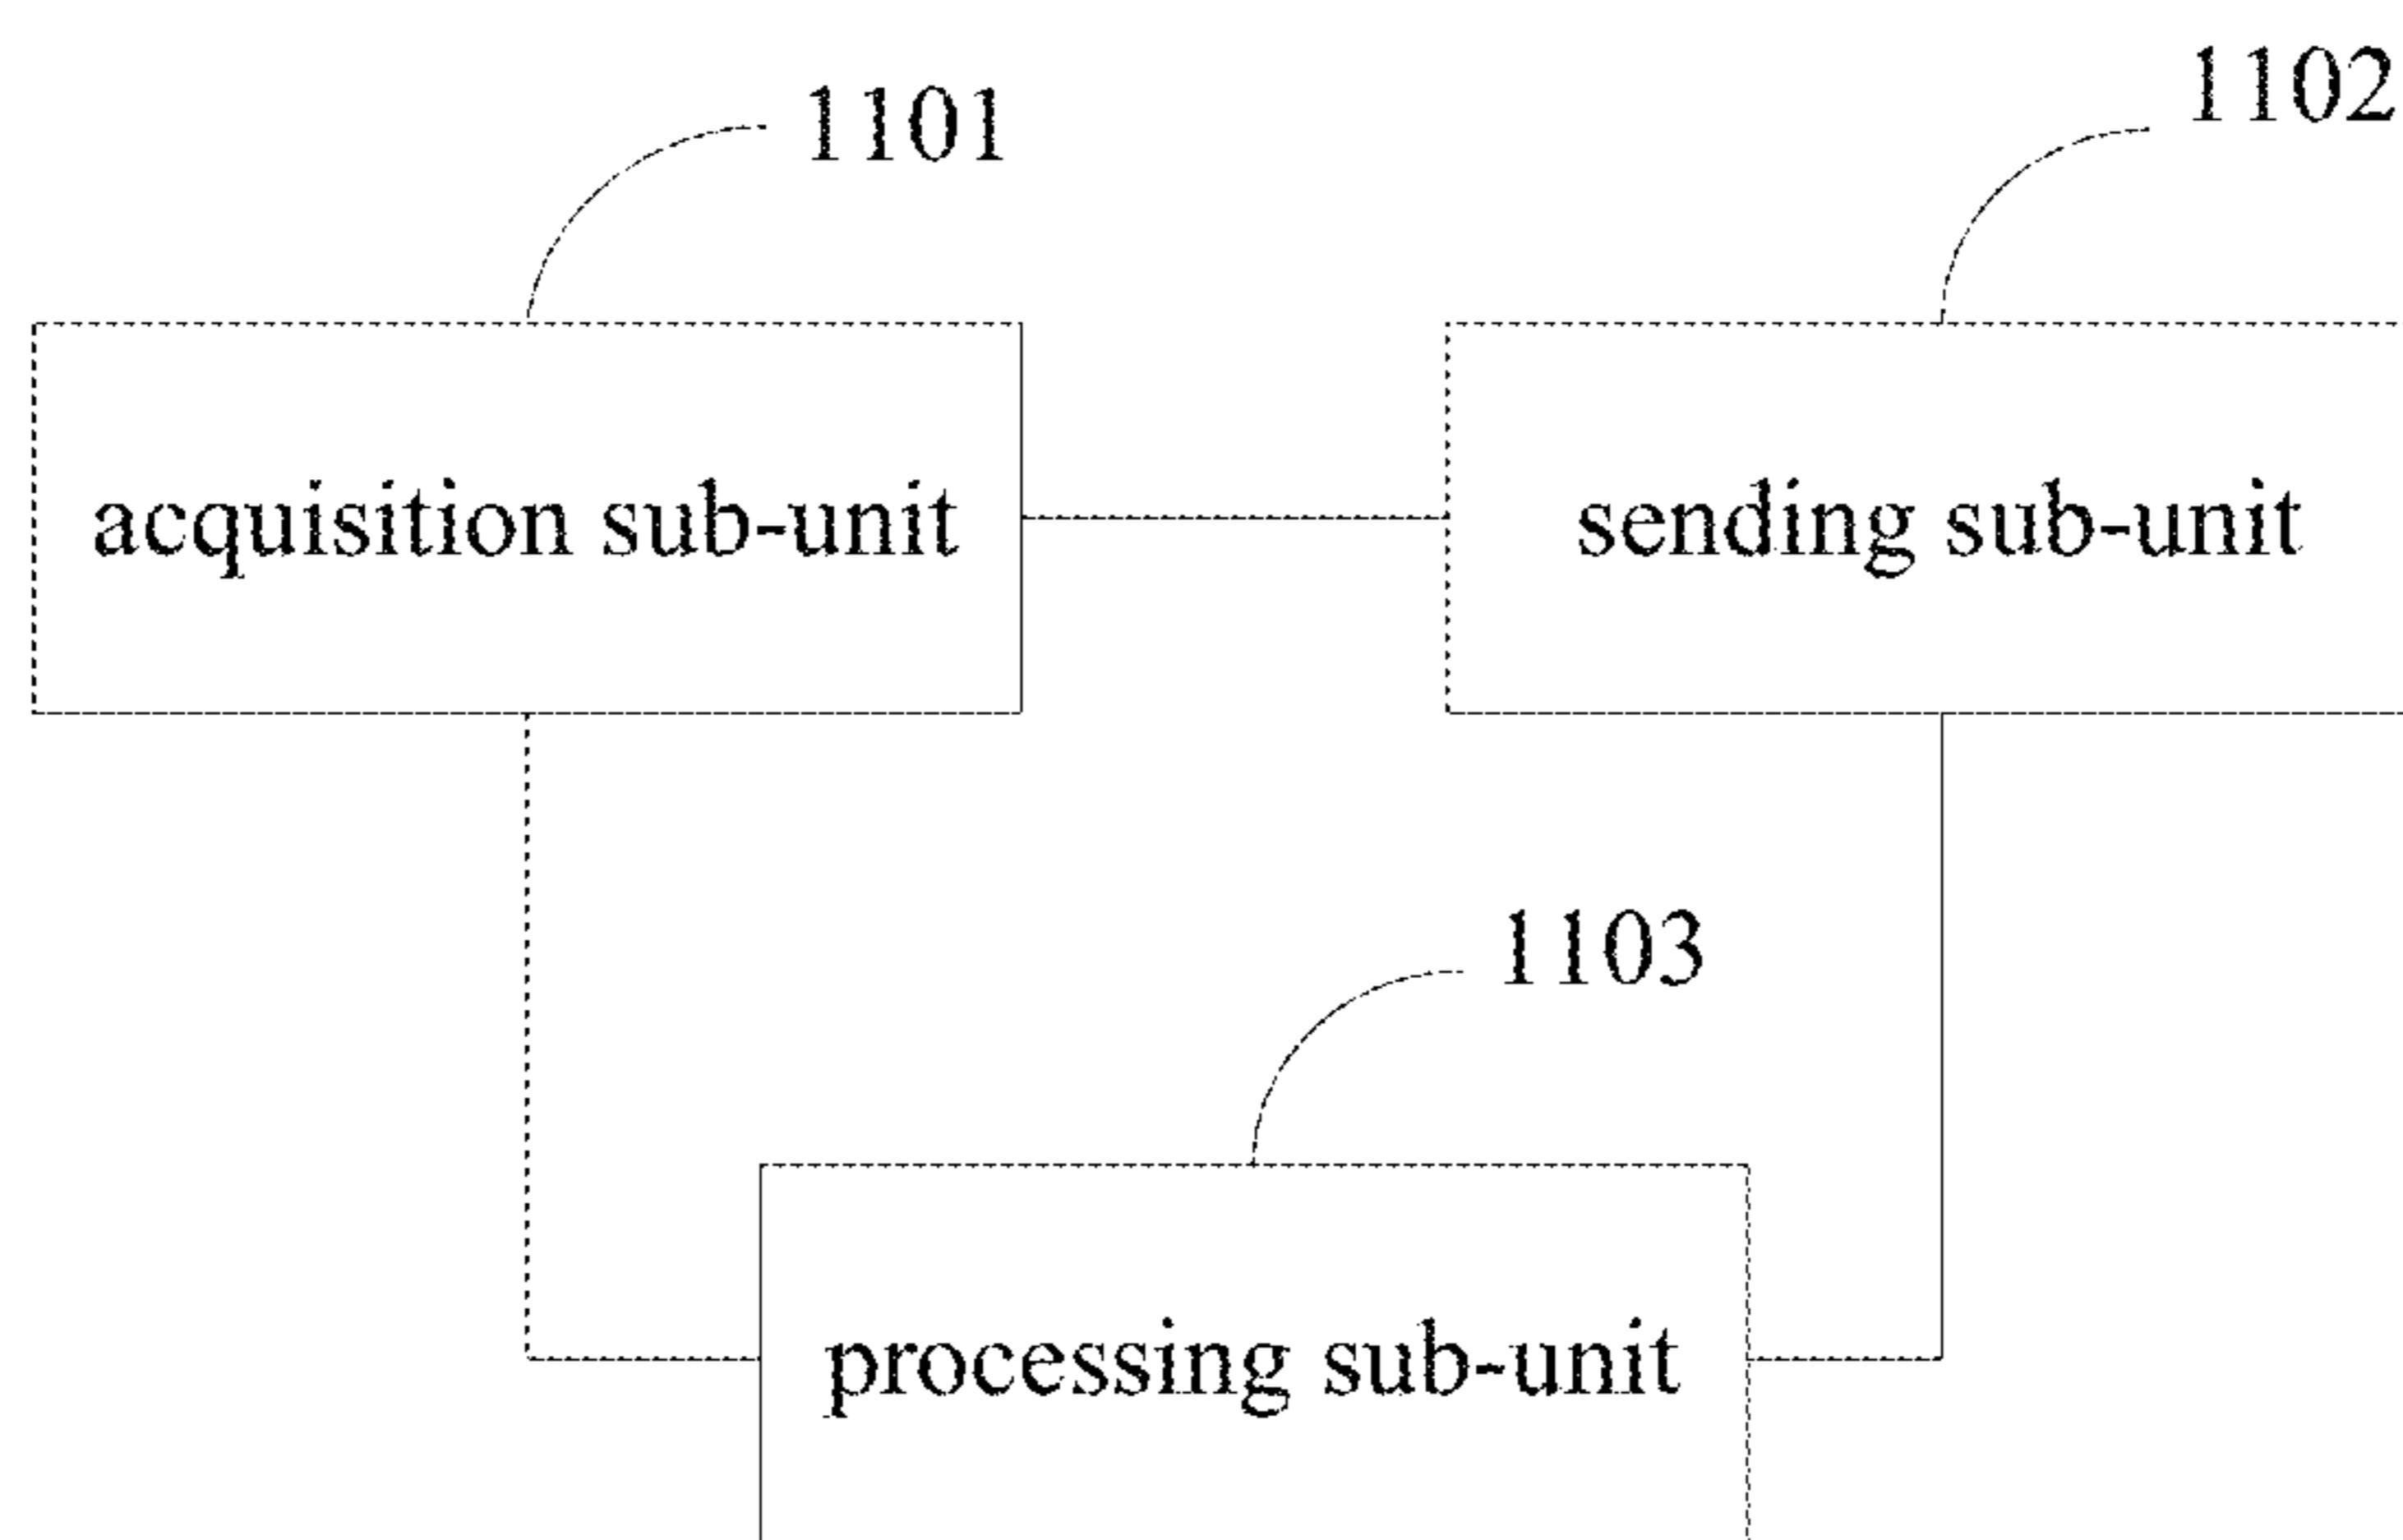 1101
1102
acquisition sub-unit
sending sub-unit
1103
processing sub-unit